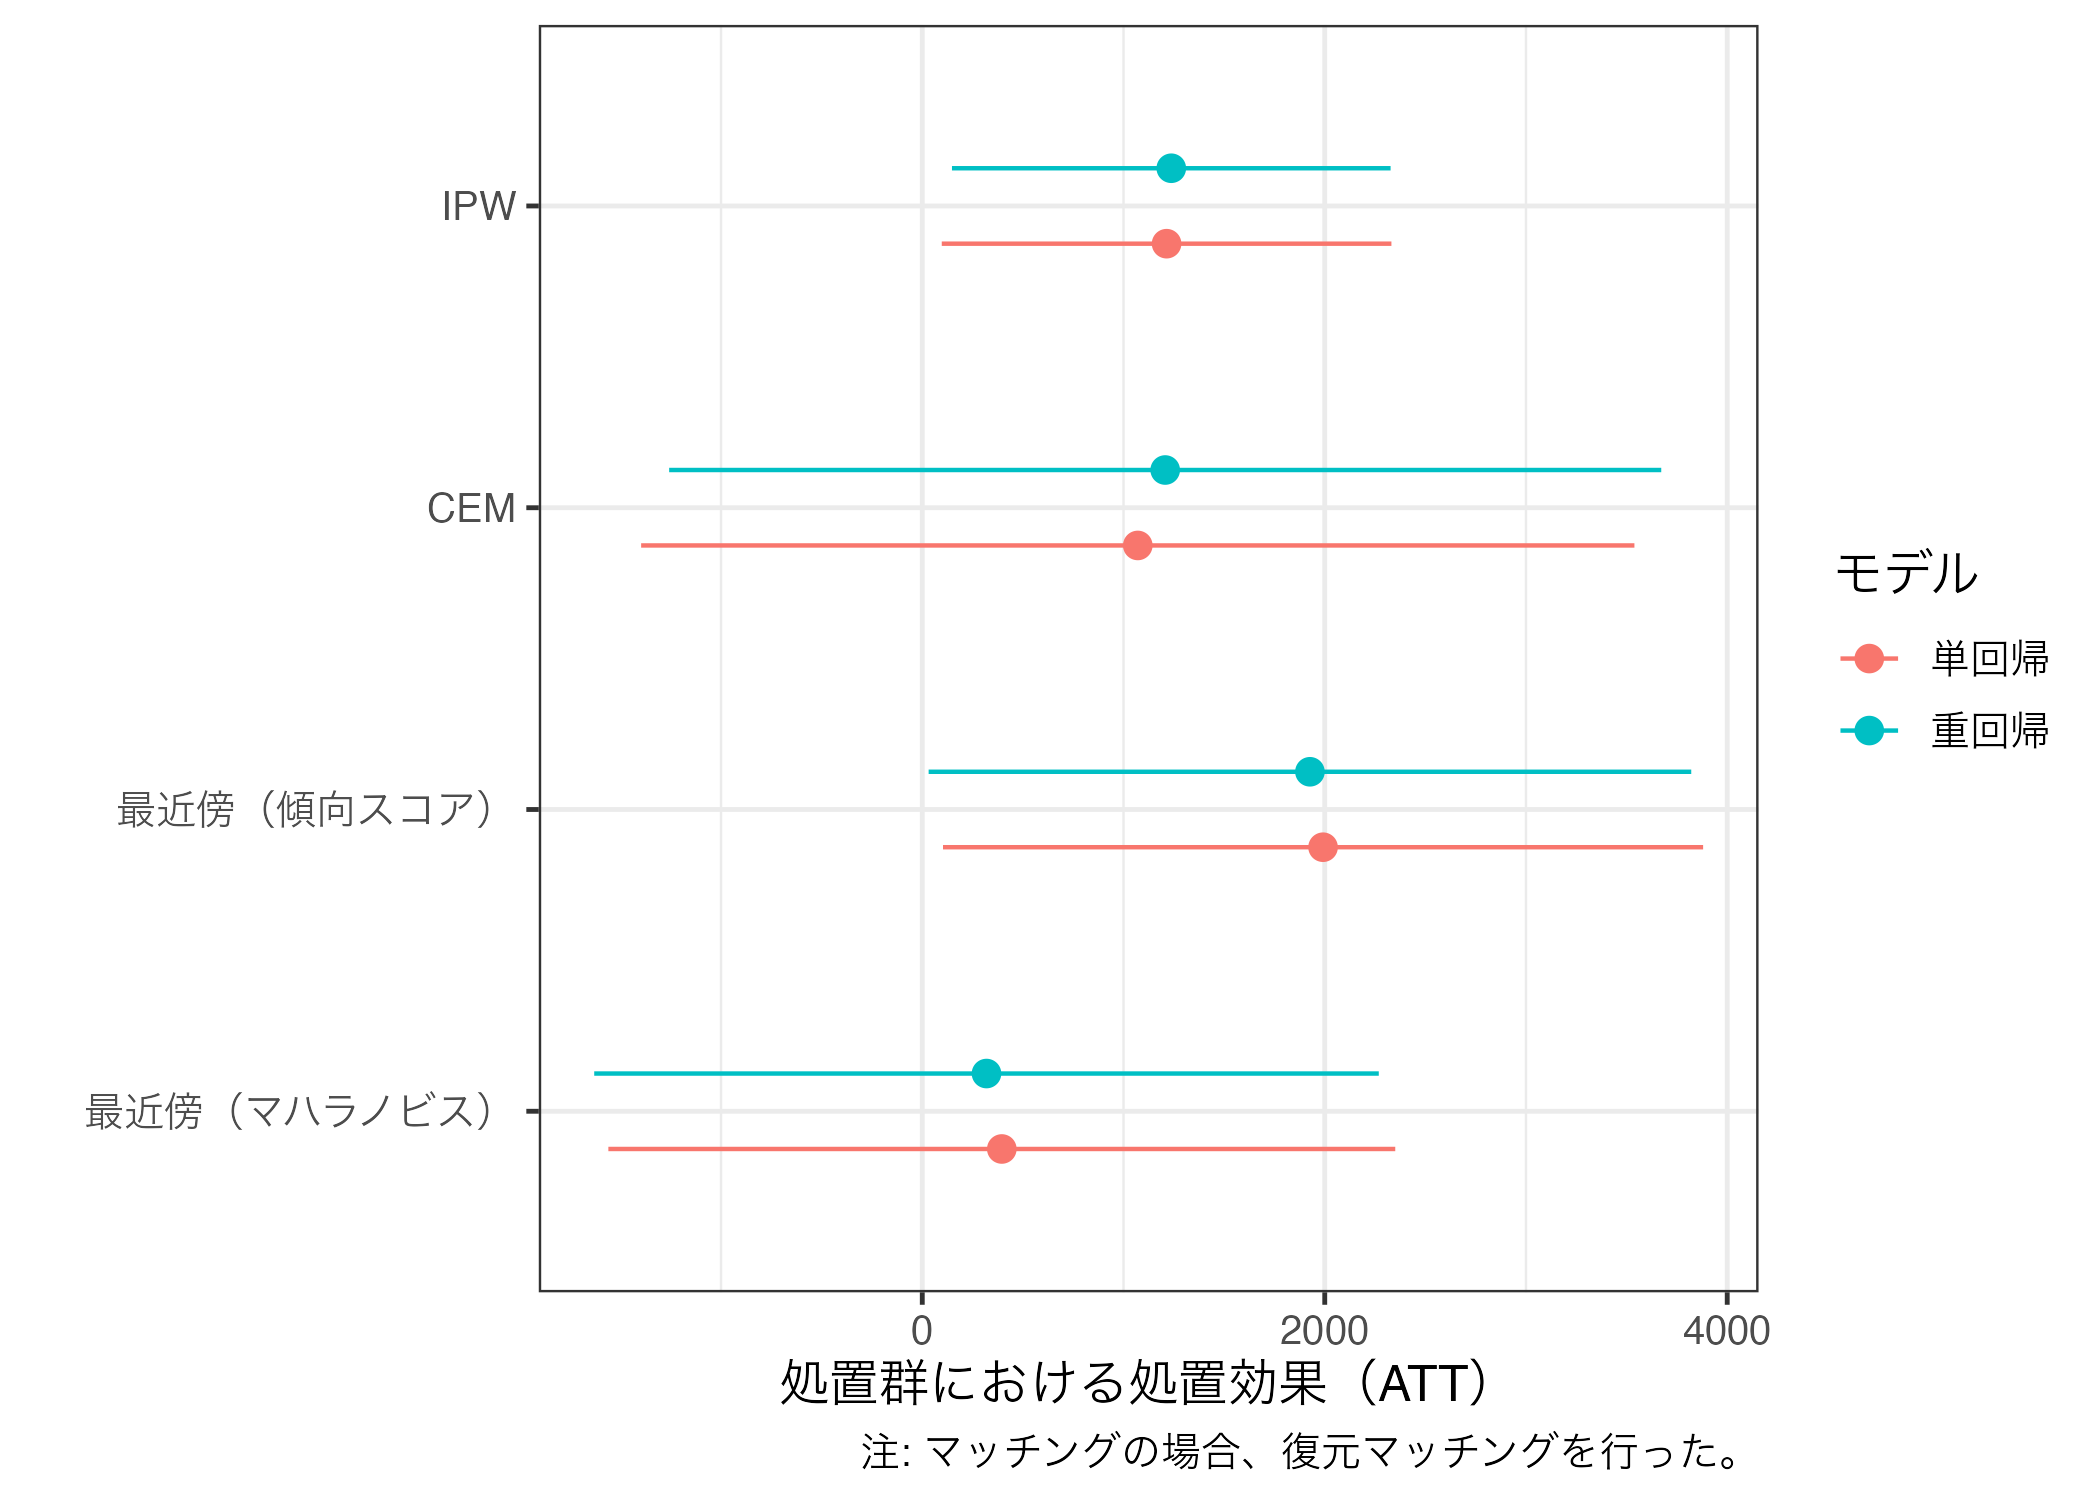 IPW
CEM
最近傍（傾向スコア）
最近傍（マハラノビス）
0 2000 4000
処置群における処置効果（ATT）
注: マッチングの場合、復元マッチングを行った。
モデル
単回帰
重回帰